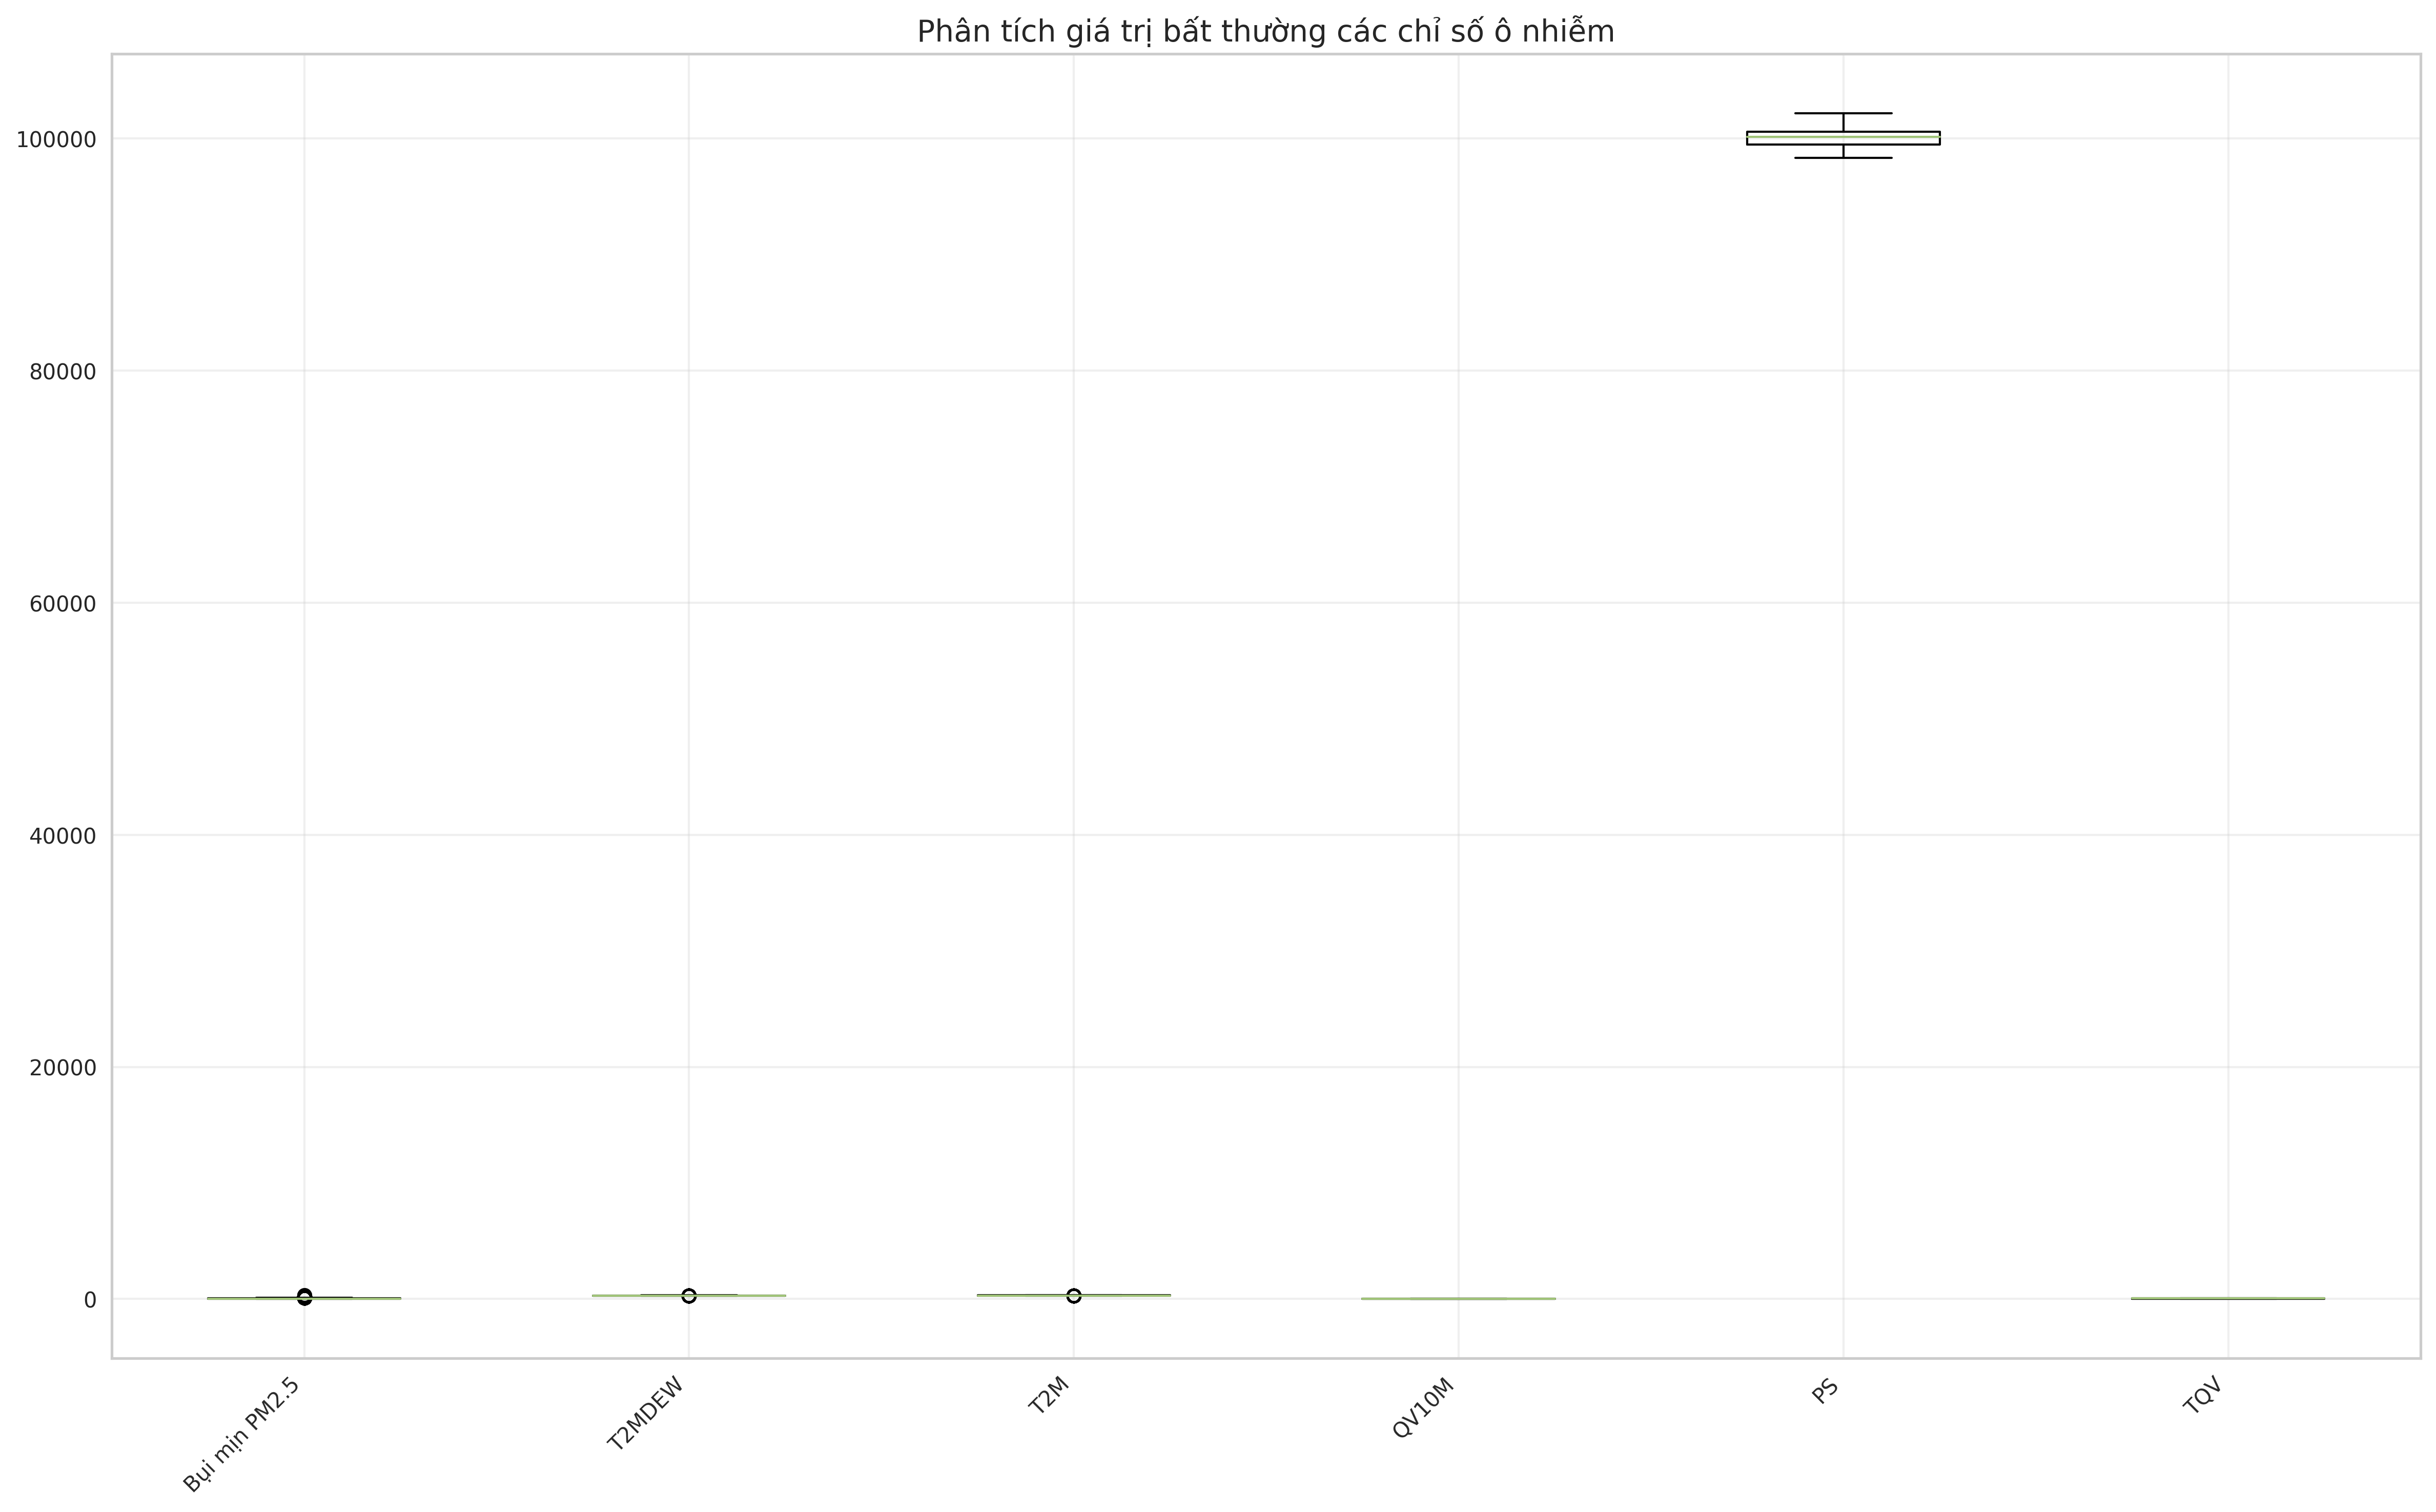 Phân tích giá trị bất thường các chỉ số ô nhiễm
100000
80000
60000
40000
20000
0
Bụi mịn PM2.5
T2MDEW
T2M
QV10M
PS
TQV